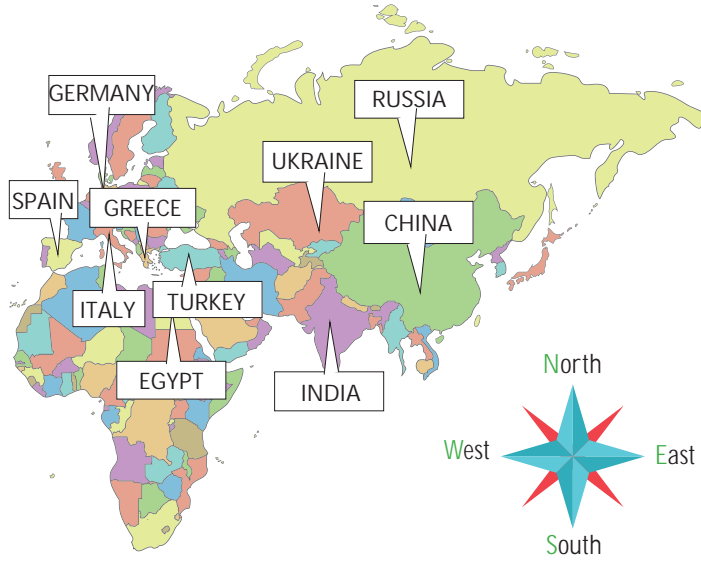 GERMANY
RUSSIA
UKRAINE
SPAIN
GREECE
CHINA
ITALY
TURKEY
EGYPT
INDIA
North
West
East
South